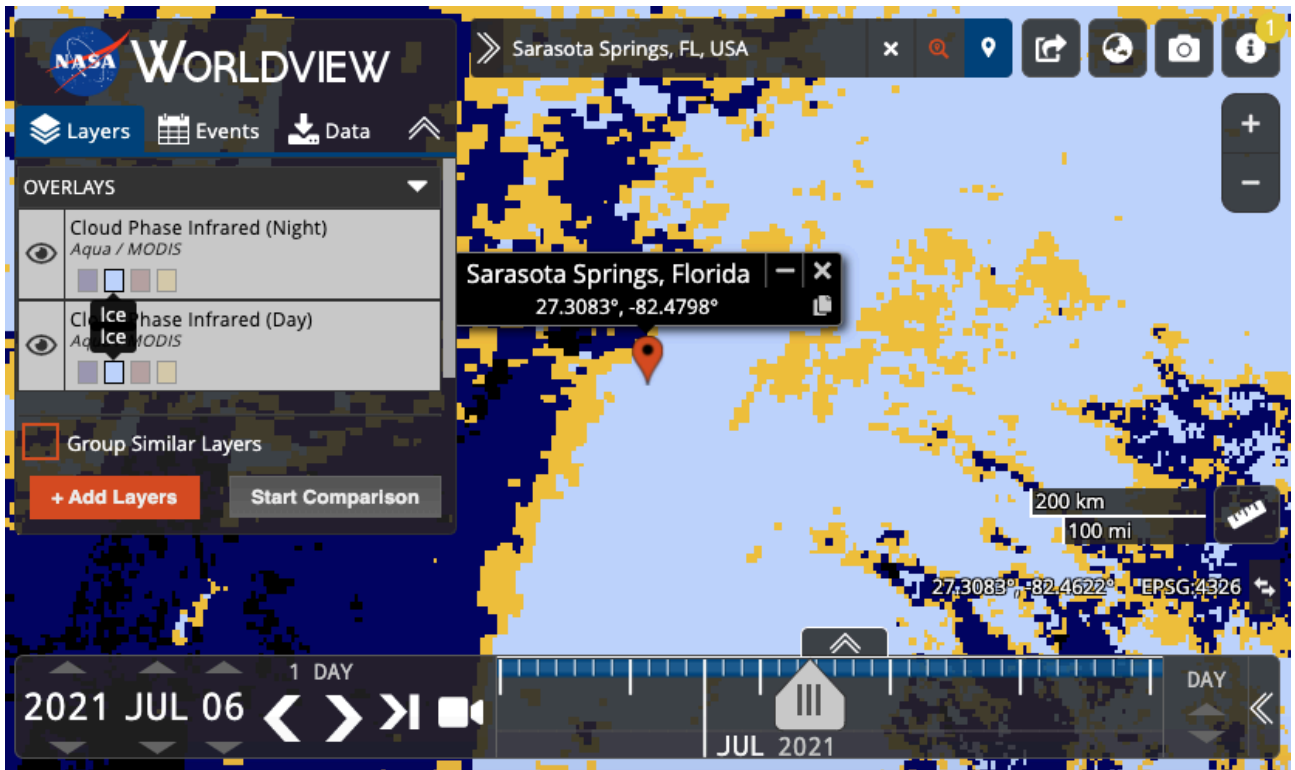 NASA WORLDVIEW
Layers Events Data
OVERLAYS
Cloud Phase Infrared (Night)
Aqua / MODIS
Ice
Cloud Phase Infrared (Day)
Ice
Aqua / MODIS
Group Similar Layers
+ Add Layers Start Comparison
Sarasota Springs, FL, USA
1
Sarasota Springs, Florida
27.3083°, -82.4798°
200 km
100 mi
27.3083°, -82.4622° EPSG:4326
1 DAY
2021 JUL 06
JUL 2021
DAY